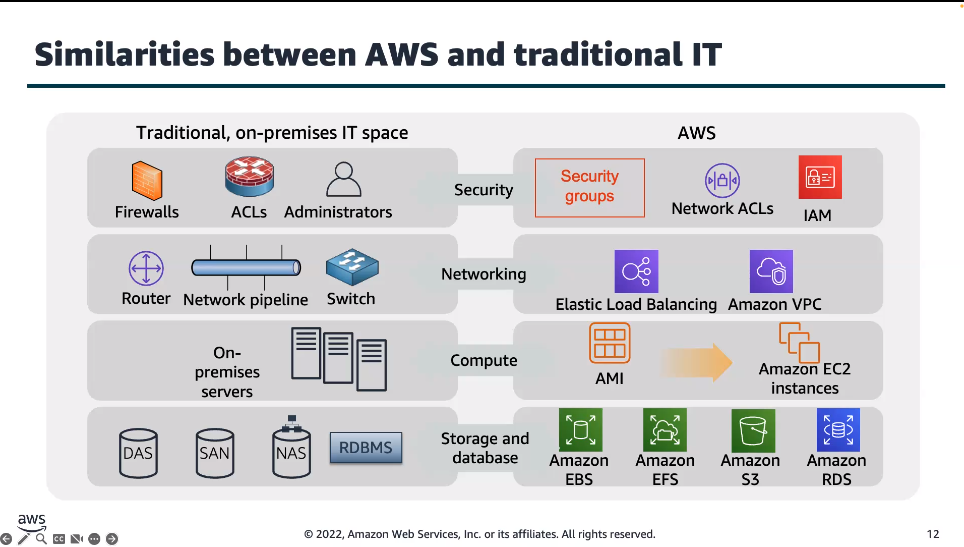 Similarities between AWS and traditional IT
Traditional, on-premises IT space
AWS
Firewalls
ACLs
Administrators
Security
Security
groups
Network ACLs
IAM
Router
Network pipeline
Switch
Networking
Elastic Load Balancing
Amazon VPC
On-
premises
servers
Compute
AMI
Amazon EC2
instances
DAS
SAN
NAS
RDBMS
Storage and
database
Amazon
EBS
Amazon
EFS
Amazon
S3
Amazon
RDS
aws
CC
© 2022, Amazon Web Services, Inc. or its affiliates. All rights reserved.
12